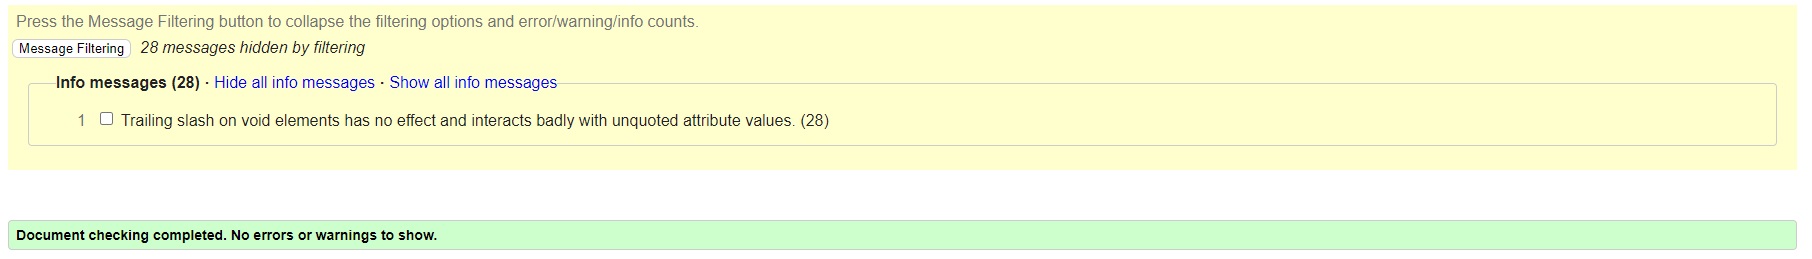 Press the Message Filtering button to collapse the filtering options and error/warning/info counts.
Message Filtering 28 messages hidden by filtering
Info messages (28) · Hide all info messages · Show all info messages
1 Trailing slash on void elements has no effect and interacts badly with unquoted attribute values. (28)
Document checking completed. No errors or warnings to show.